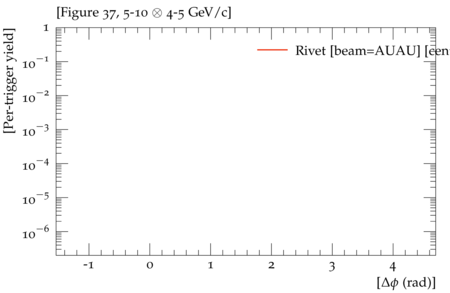 [Figure 37, 5-10 ⊗ 4-5 GeV/c]
[Per-trigger yield]
1
10⁻¹
10⁻²
10⁻³
10⁻⁴
10⁻⁵
10⁻⁶
Rivet [beam=AUAU] [cen
-1 0 1 2 3 4
[Δϕ (rad)]